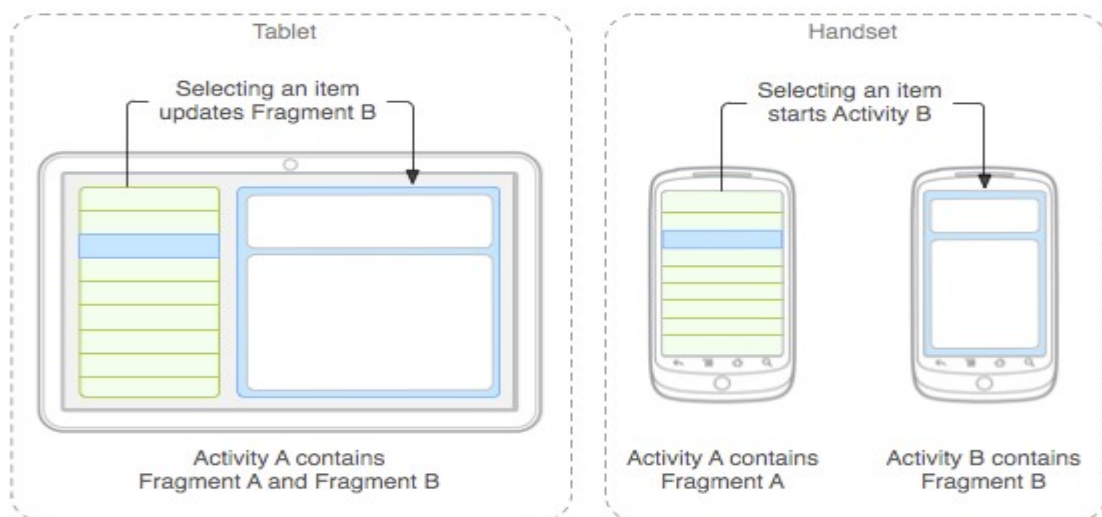 Tablet
Selecting an item
updates Fragment B
Activity A contains
Fragment A and Fragment B
Handset
Selecting an item
starts Activity B
Activity A contains
Fragment A
Activity B contains
Fragment B